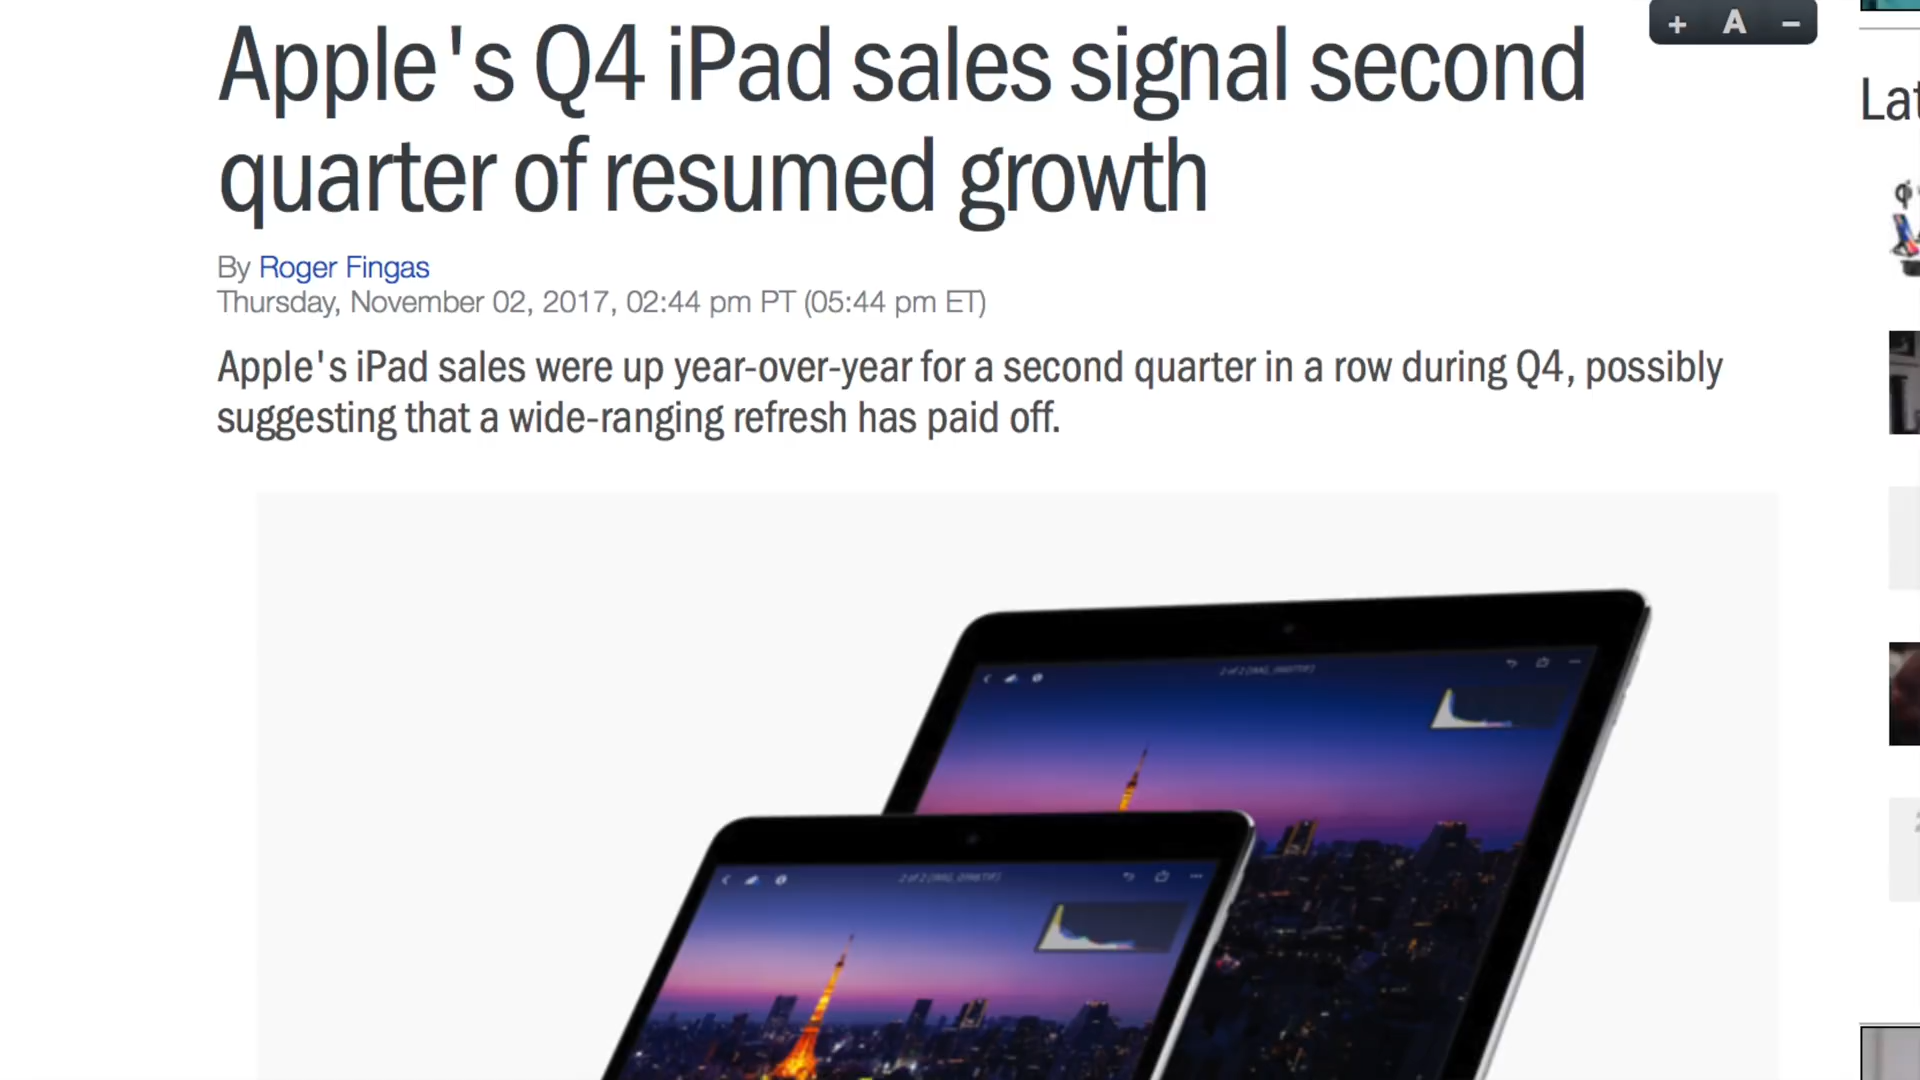 + A −
Apple's Q4 iPad sales signal second
quarter of resumed growth
By Roger Fingas
Thursday, November 02, 2017, 02:44 pm PT (05:44 pm ET)
Apple's iPad sales were up year-over-year for a second quarter in a row during Q4, possibly
suggesting that a wide-ranging refresh has paid off.
Lat